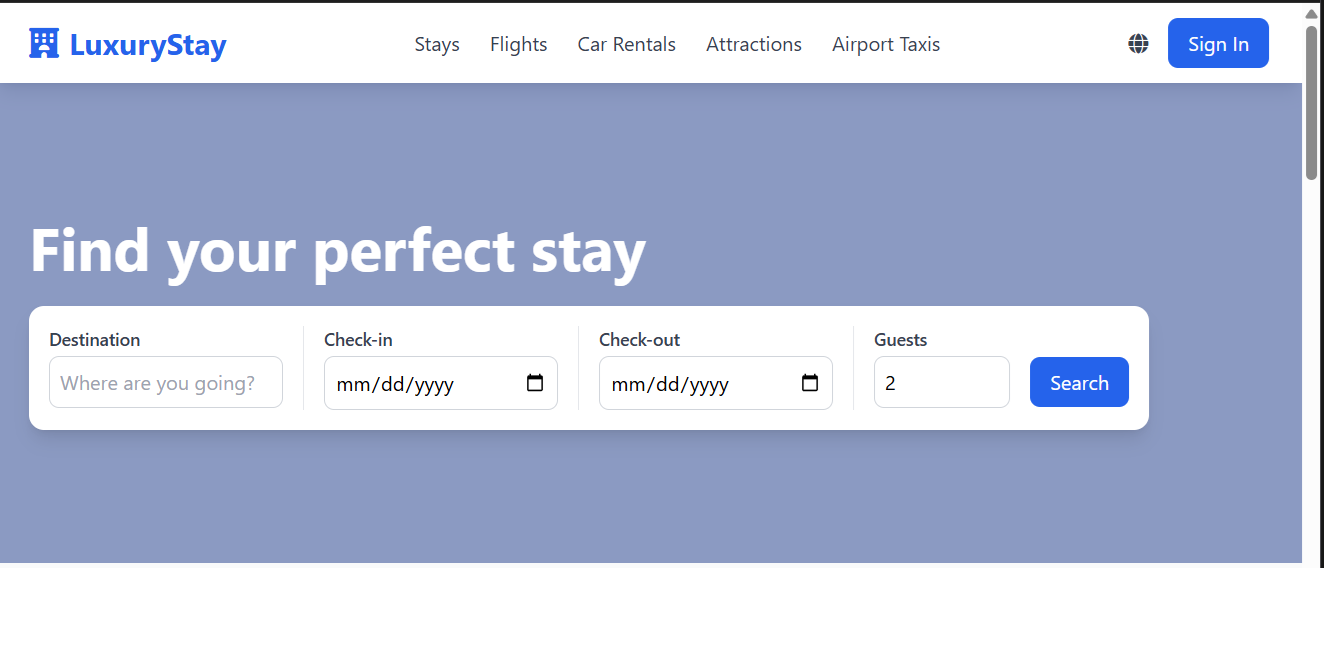 LuxuryStay Stays Flights Car Rentals Attractions Airport Taxis Sign In
Find your perfect stay
Destination Check-in Check-out Guests
Where are you going? mm/dd/yyyy mm/dd/yyyy 2 Search